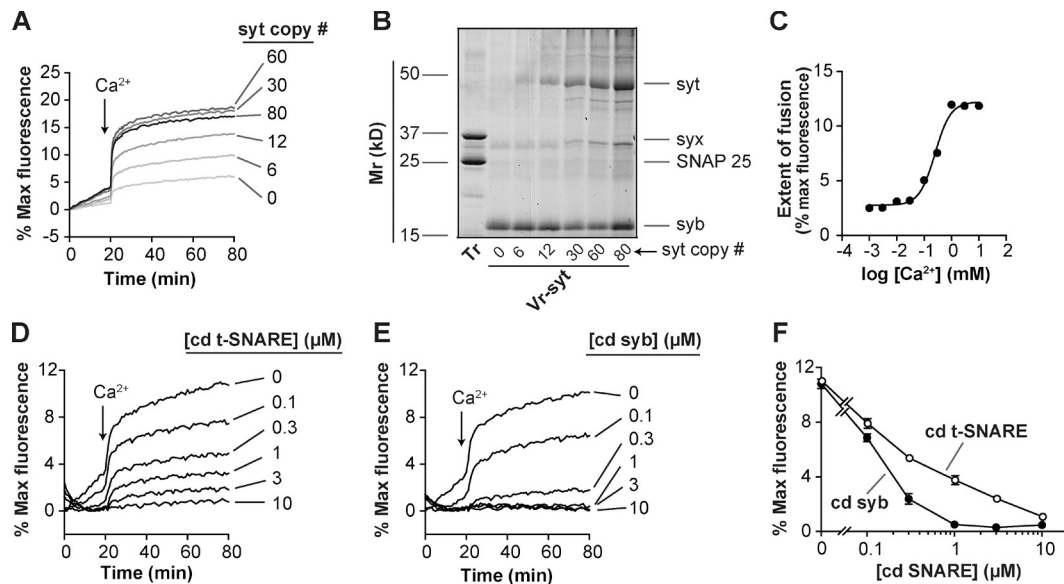 A
syt copy #
60
30
80
12
6
0
Ca²⁺
25
20
15
10
5
0
-5
% Max fluorescence
0 20 40 60 80
Time (min)
B
Mr (kD)
50
37
25
15
syt
syx
SNAP 25
syb
Tr 0 6 12 30 60 80 syt copy #
Vr-syt
C
Extent of fusion
(% max fluorescence)
15
10
5
0
-4 -3 -2 -1 0 1 2
log [Ca²⁺] (mM)
D
[cd t-SNARE] (µM)
0
0.1
0.3
1
3
10
Ca²⁺
12
8
4
0
% Max fluorescence
0 20 40 60 80
Time (min)
E
[cd syb] (µM)
0
0.1
0.3
1
3
10
Ca²⁺
12
8
4
0
% Max fluorescence
0 20 40 60 80
Time (min)
F
12
8
4
0
% Max fluorescence
cd t-SNARE
cd syb
0 0.1 1 10
[cd SNARE] (µM)